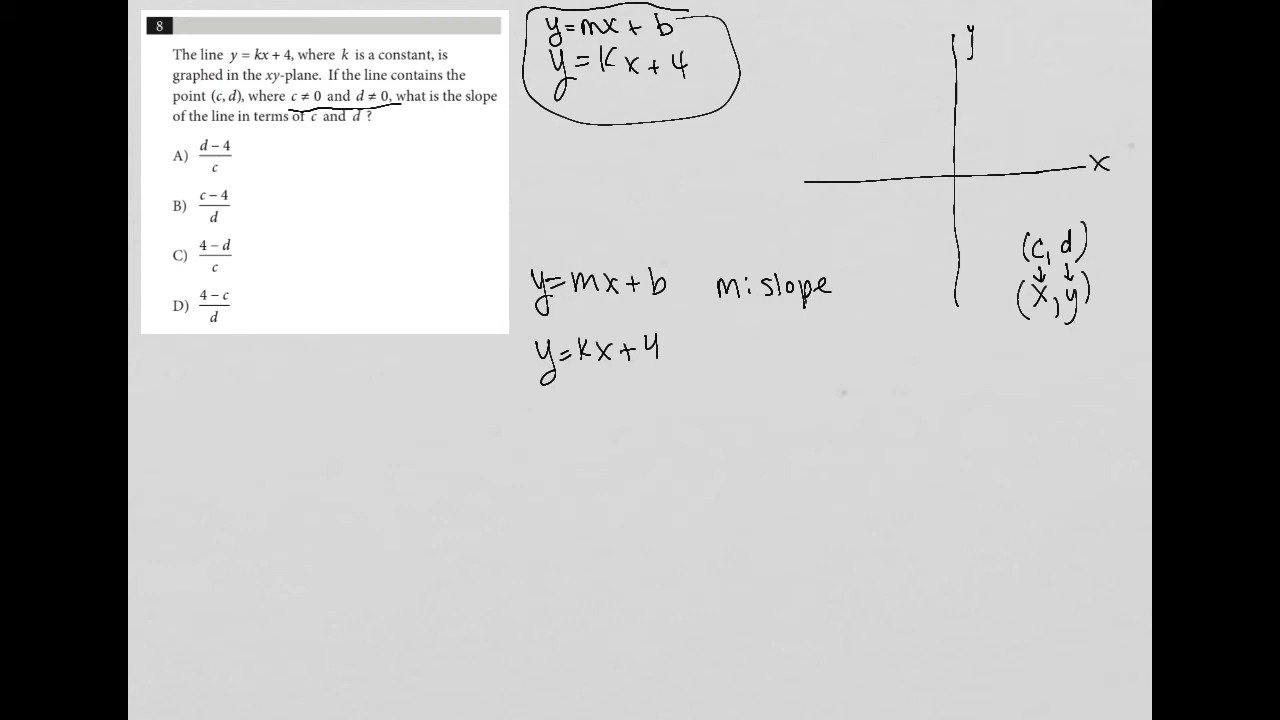 8
The line y = kx + 4, where k is a constant, is
graphed in the xy-plane. If the line contains the
point (c, d), where c ≠ 0 and d ≠ 0, what is the slope
of the line in terms of c and d ?
A) d − 4
c
B) c − 4
d
C) 4 − d
c
D) 4 − c
d
y=mx + b
y=Kx+4
y
x
(c, d)
↓ ↓
(x, y)
y=mx+b m: slope
y=kx+4